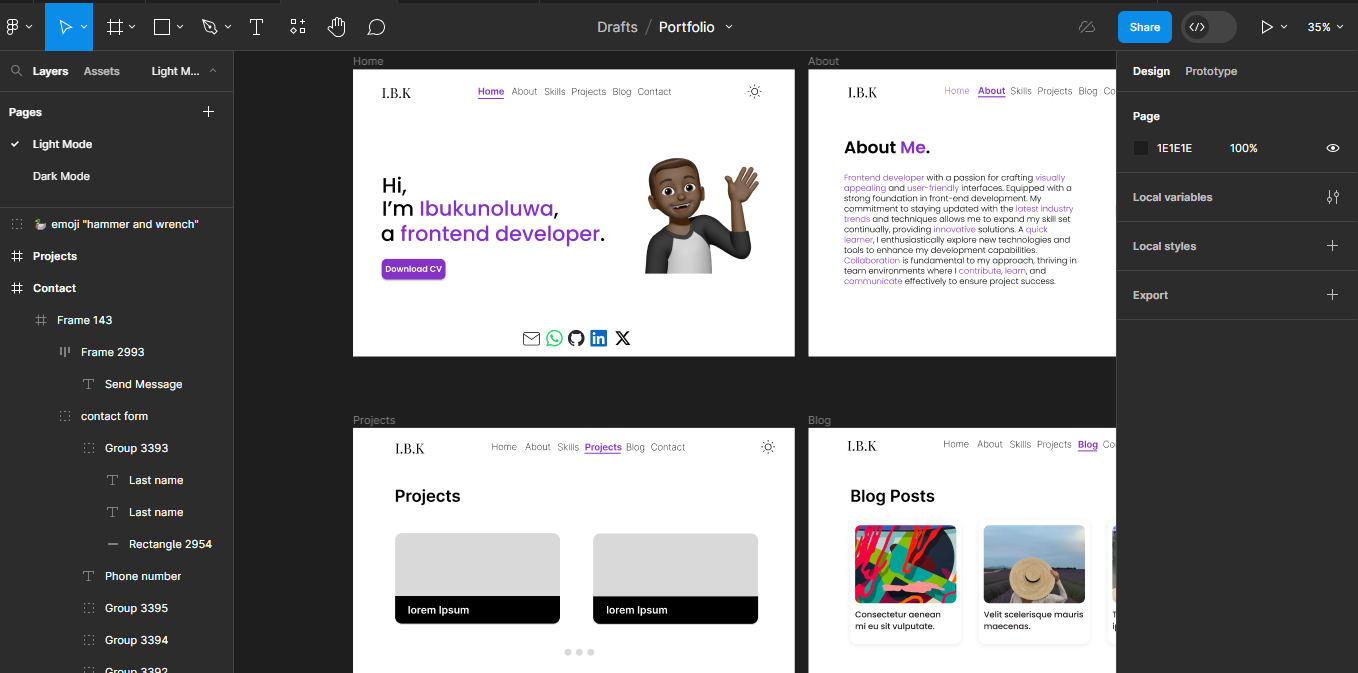 Drafts / Portfolio
Share
35%
Layers Assets Light M...
Pages
Light Mode
Dark Mode
emoji "hammer and wrench"
Projects
Contact
Frame 143
Frame 2993
Send Message
contact form
Group 3393
Last name
Last name
Rectangle 2954
Phone number
Group 3395
Group 3394
Group 3392
Home
I.B.K
Home About Skills Projects Blog Contact
Hi,
I'm Ibukunoluwa,
a frontend developer.
Download CV
About
I.B.K
Home About Skills Projects Blog Co
About Me.
Frontend developer with a passion for crafting visually
appealing and user-friendly interfaces. Equipped with a
strong foundation in front-end development. My
commitment to staying updated with the latest industry
trends and techniques allows me to expand my skill set
continually, providing innovative solutions. A quick
learner, I enthusiastically explore new technologies and
tools to enhance my development capabilities.
Collaboration is fundamental to my approach, thriving in
team environments where I contribute, learn, and
communicate effectively to ensure project success.
Projects
I.B.K
Home About Skills Projects Blog Contact
Projects
lorem Ipsum
lorem Ipsum
Blog
I.B.K
Home About Skills Projects Blog Co
Blog Posts
Consectetur aenean
mi eu sit vulputate.
Velit scelerisque mauris
maecenas.
Design Prototype
Page
1E1E1E 100%
Local variables
Local styles
Export